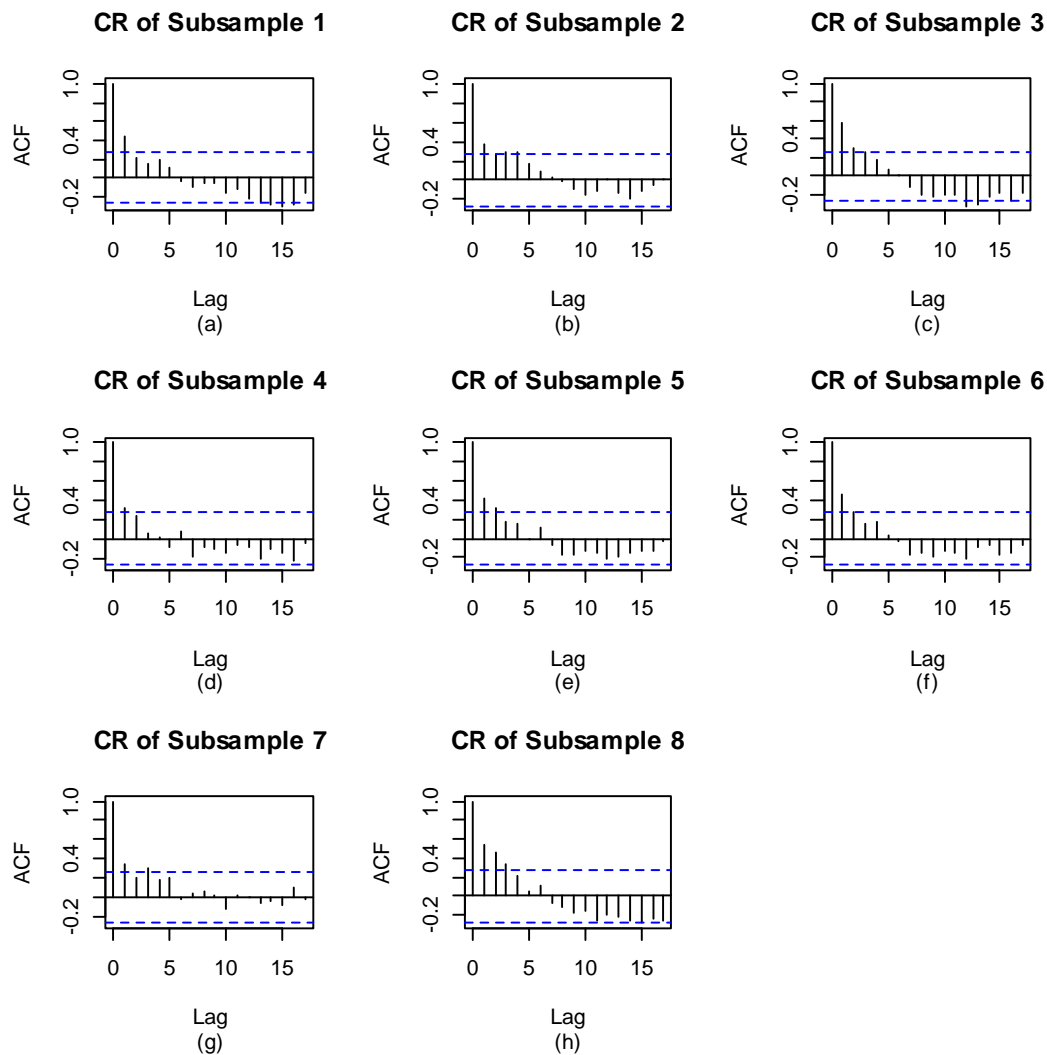 CR of Subsample 1
ACF
1.0
0.4
-0.2
0 5 10 15
Lag
(a)
CR of Subsample 2
ACF
1.0
0.4
-0.2
0 5 10 15
Lag
(b)
CR of Subsample 3
ACF
1.0
0.4
-0.2
0 5 10 15
Lag
(c)
CR of Subsample 4
ACF
1.0
0.4
-0.2
0 5 10 15
Lag
(d)
CR of Subsample 5
ACF
1.0
0.4
-0.2
0 5 10 15
Lag
(e)
CR of Subsample 6
ACF
1.0
0.4
-0.2
0 5 10 15
Lag
(f)
CR of Subsample 7
ACF
1.0
0.4
-0.2
0 5 10 15
Lag
(g)
CR of Subsample 8
ACF
1.0
0.4
-0.2
0 5 10 15
Lag
(h)